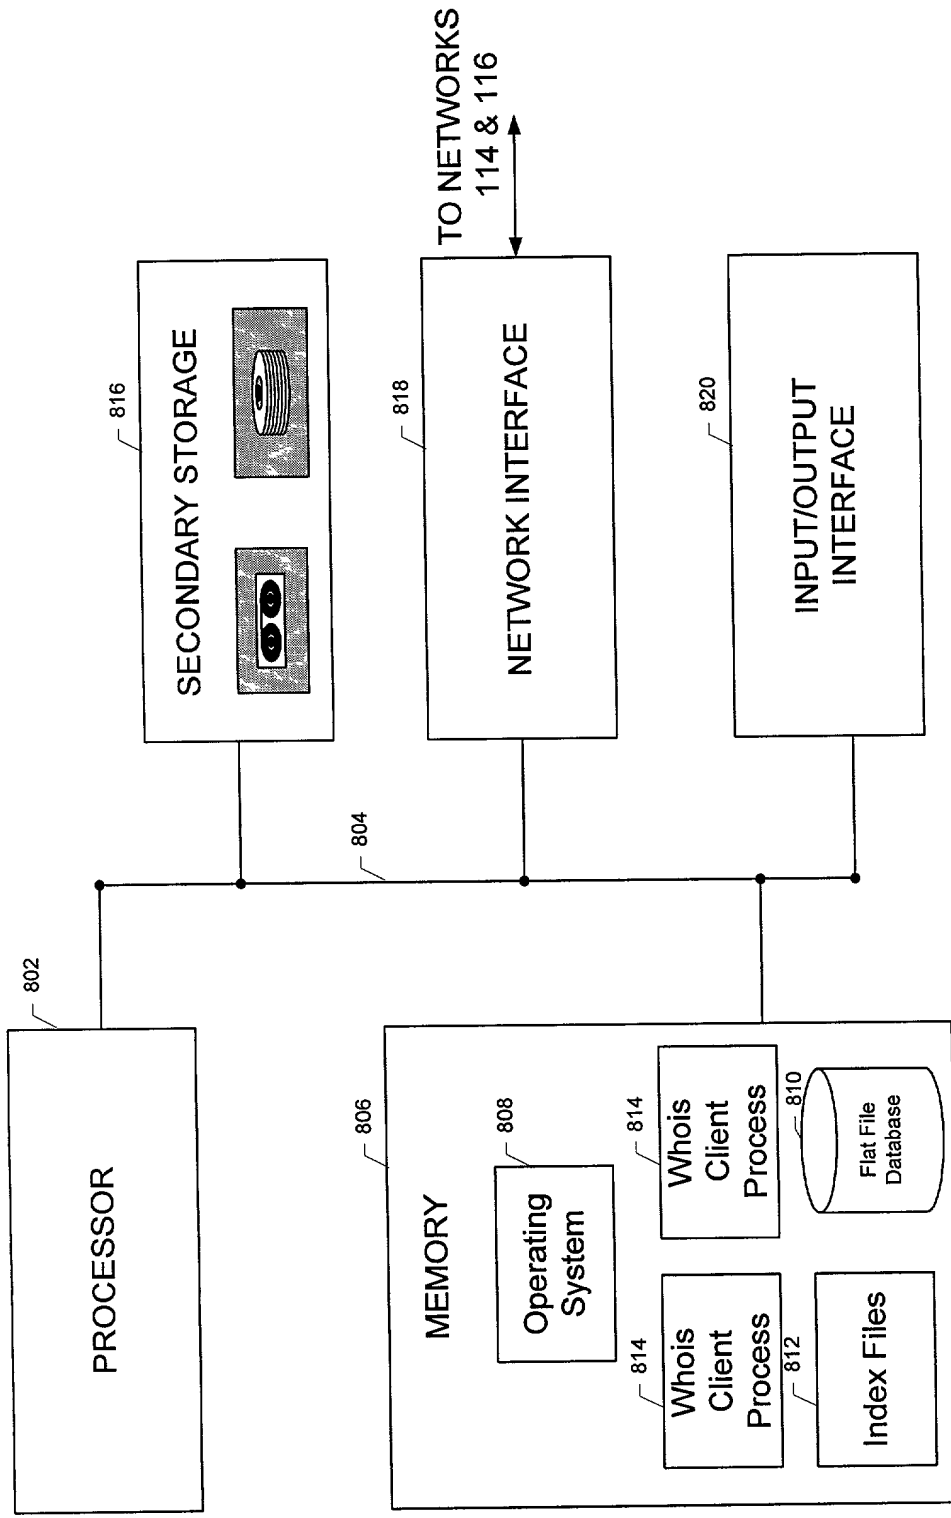 802
PROCESSOR
804
816
SECONDARY STORAGE
806
MEMORY
808
Operating
System
814
Whois
Client
Process
814
Whois
Client
Process
812
Index Files
810
Flat File
Database
818
NETWORK INTERFACE
TO NETWORKS
114 & 116
820
INPUT/OUTPUT
INTERFACE